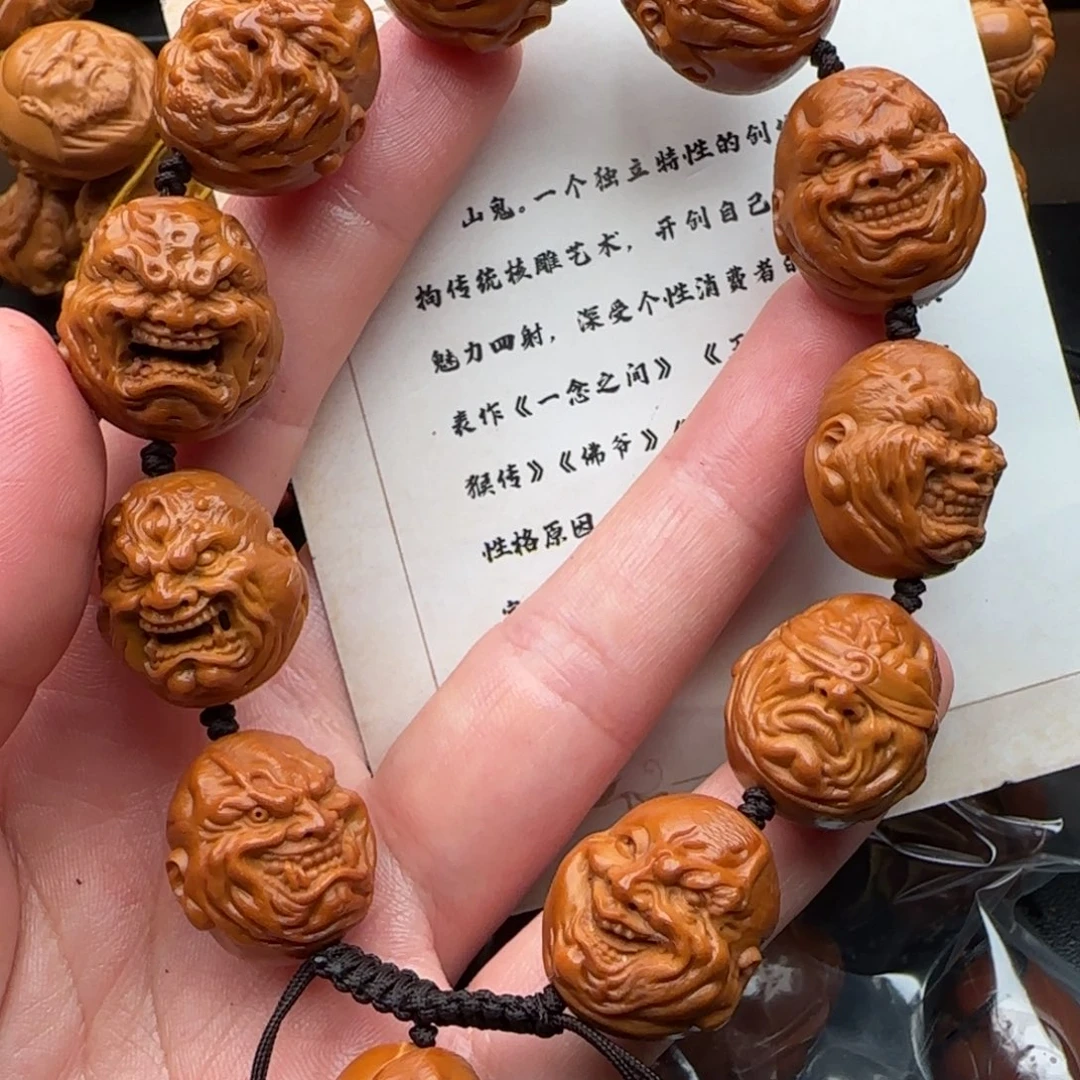 山鬼。一个独立特性的创
拘传统核雕艺术，开创自己
魅力四射，深受个性消费者的
表作《一念之间》《
猴传》《佛爷》《
性格原因